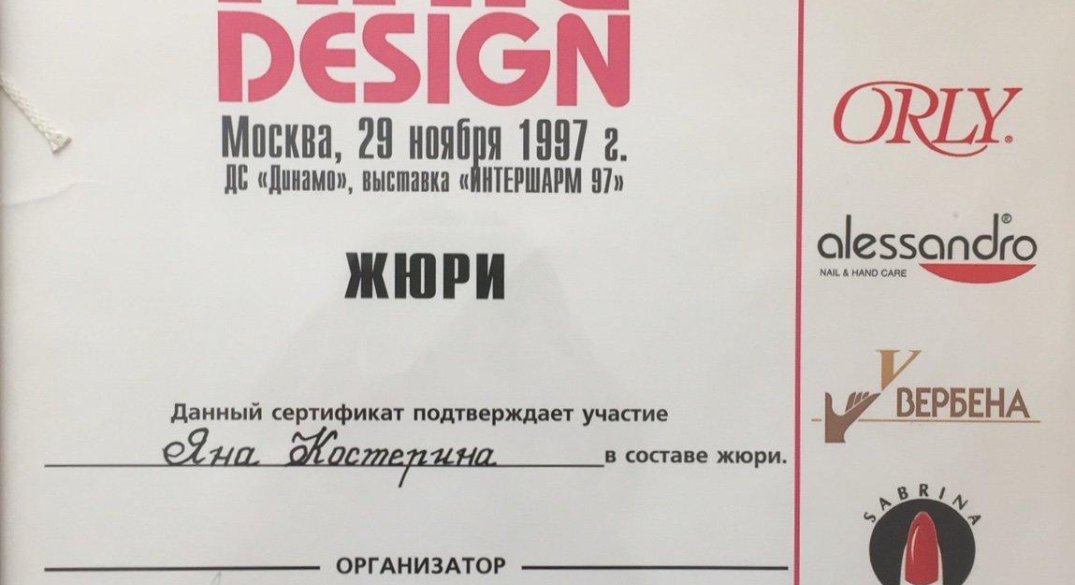 DESIGN
Москва, 29 ноября 1997 г.
ДС «Динамо», выставка «ИНТЕРШАРМ 97»
ЖЮРИ
Данный сертификат подтверждает участие
Яна Костерина в составе жюри.
ОРГАНИЗАТОР
ORLY®
alessandro®
NAIL & HAND CARE
V
ВЕРБЕНА
SABRINA